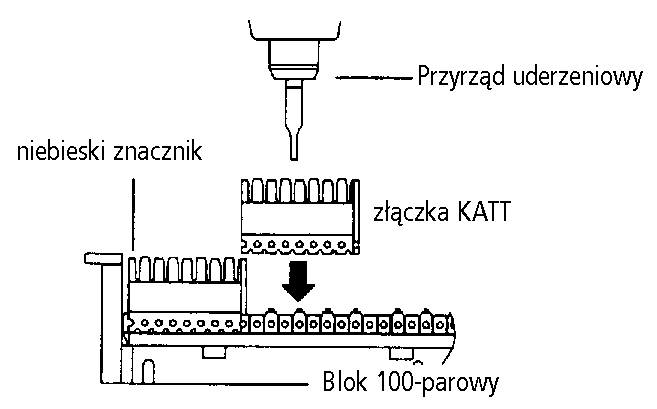 Przyrząd uderzeniowy
niebieski znacznik
złączka KATT
Blok 100-parowy